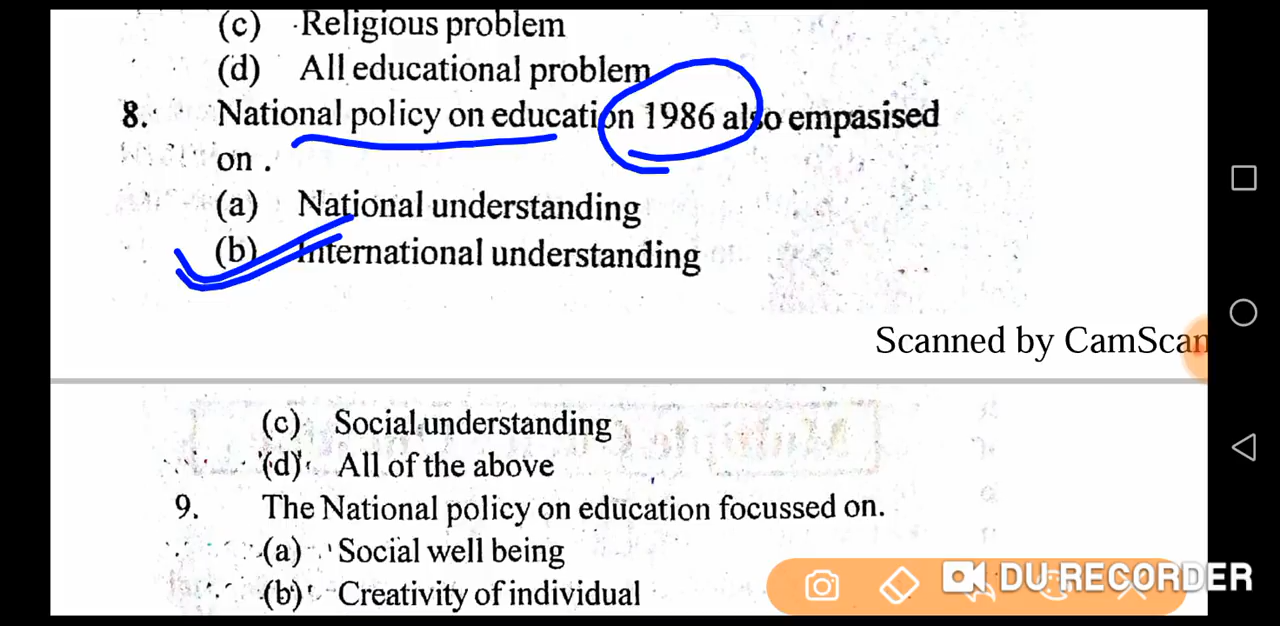 (c) Religious problem
(d) All educational problem
8. National policy on education 1986 also empasised
on .
(a) National understanding
(b) International understanding
Scanned by CamScan
(c) Social understanding
(d) All of the above
9. The National policy on education focussed on.
(a) Social well being
(b) Creativity of individual
DU RECORDER